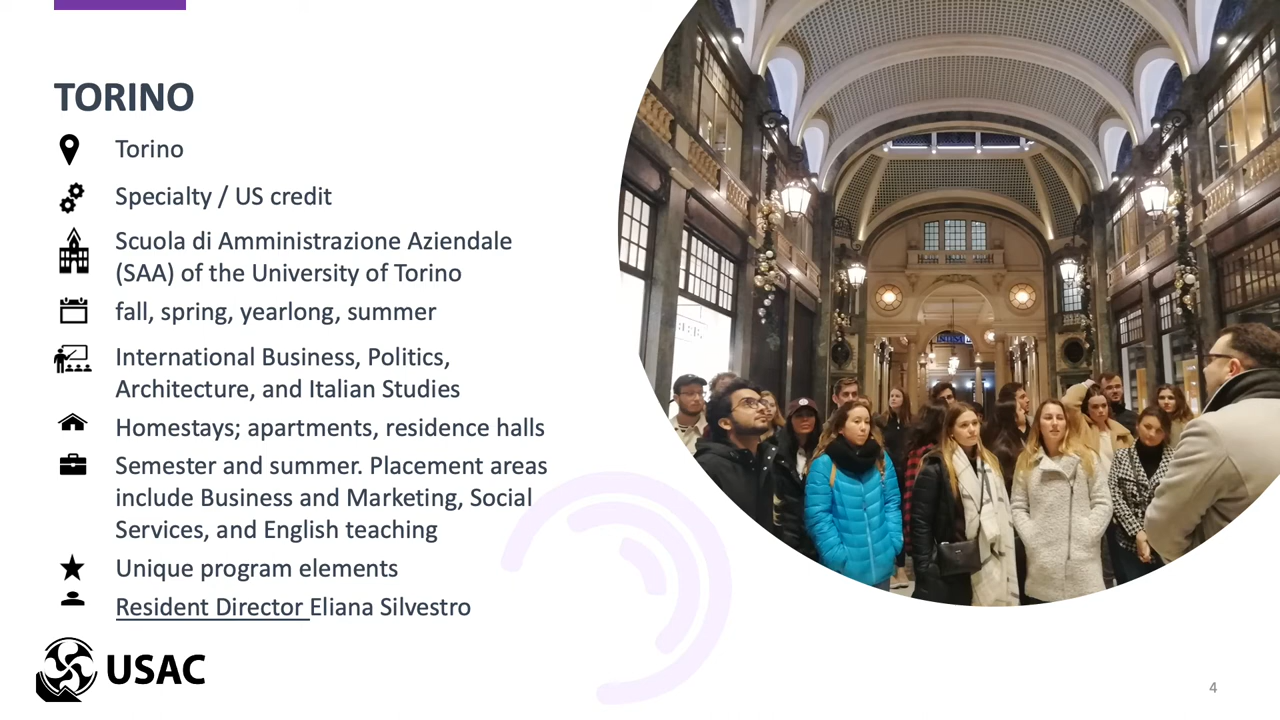 TORINO
Torino
Specialty / US credit
Scuola di Amministrazione Aziendale
(SAA) of the University of Torino
fall, spring, yearlong, summer
International Business, Politics,
Architecture, and Italian Studies
Homestays; apartments, residence halls
Semester and summer. Placement areas
include Business and Marketing, Social
Services, and English teaching
Unique program elements
Resident Director Eliana Silvestro
USAC
4